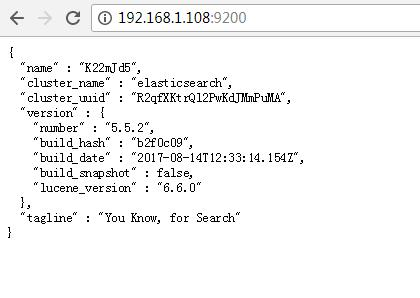 192.168.1.108:9200
{
  "name" : "K22mJd5",
  "cluster_name" : "elasticsearch",
  "cluster_uuid" : "R2qfXKtrQl2PwKdJMmPuMA",
  "version" : {
    "number" : "5.5.2",
    "build_hash" : "b2f0c09",
    "build_date" : "2017-08-14T12:33:14.154Z",
    "build_snapshot" : false,
    "lucene_version" : "6.6.0"
  },
  "tagline" : "You Know, for Search"
}